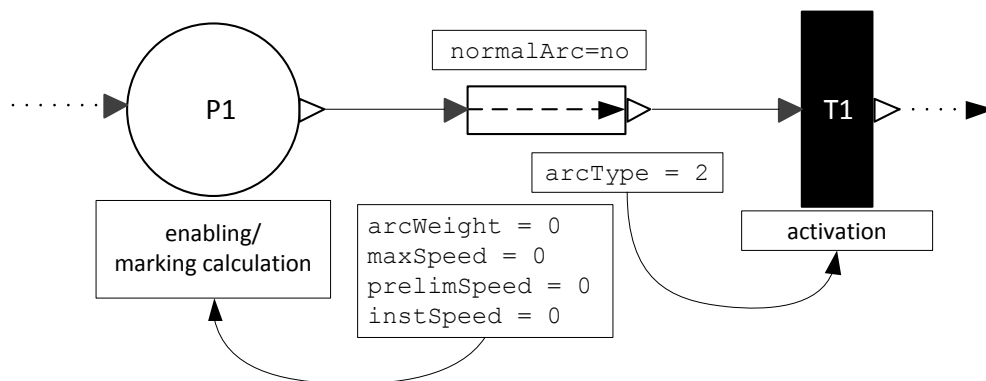 normalArc=no
P1
T1
arcType = 2
enabling/
marking calculation
arcWeight = 0
maxSpeed = 0
prelimSpeed = 0
instSpeed = 0
activation